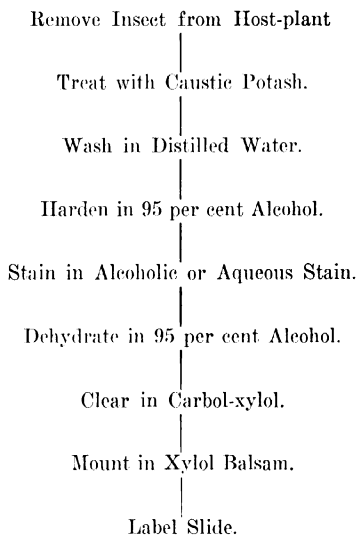 Remove Insect from Host-plant
Treat with Caustic Potash.
Wash in Distilled Water.
Harden in 95 per cent Alcohol.
Stain in Alcoholic or Aqueous Stain.
Dehydrate in 95 per cent Alcohol.
Clear in Carbol-xylol.
Mount in Xylol Balsam.
Label Slide.